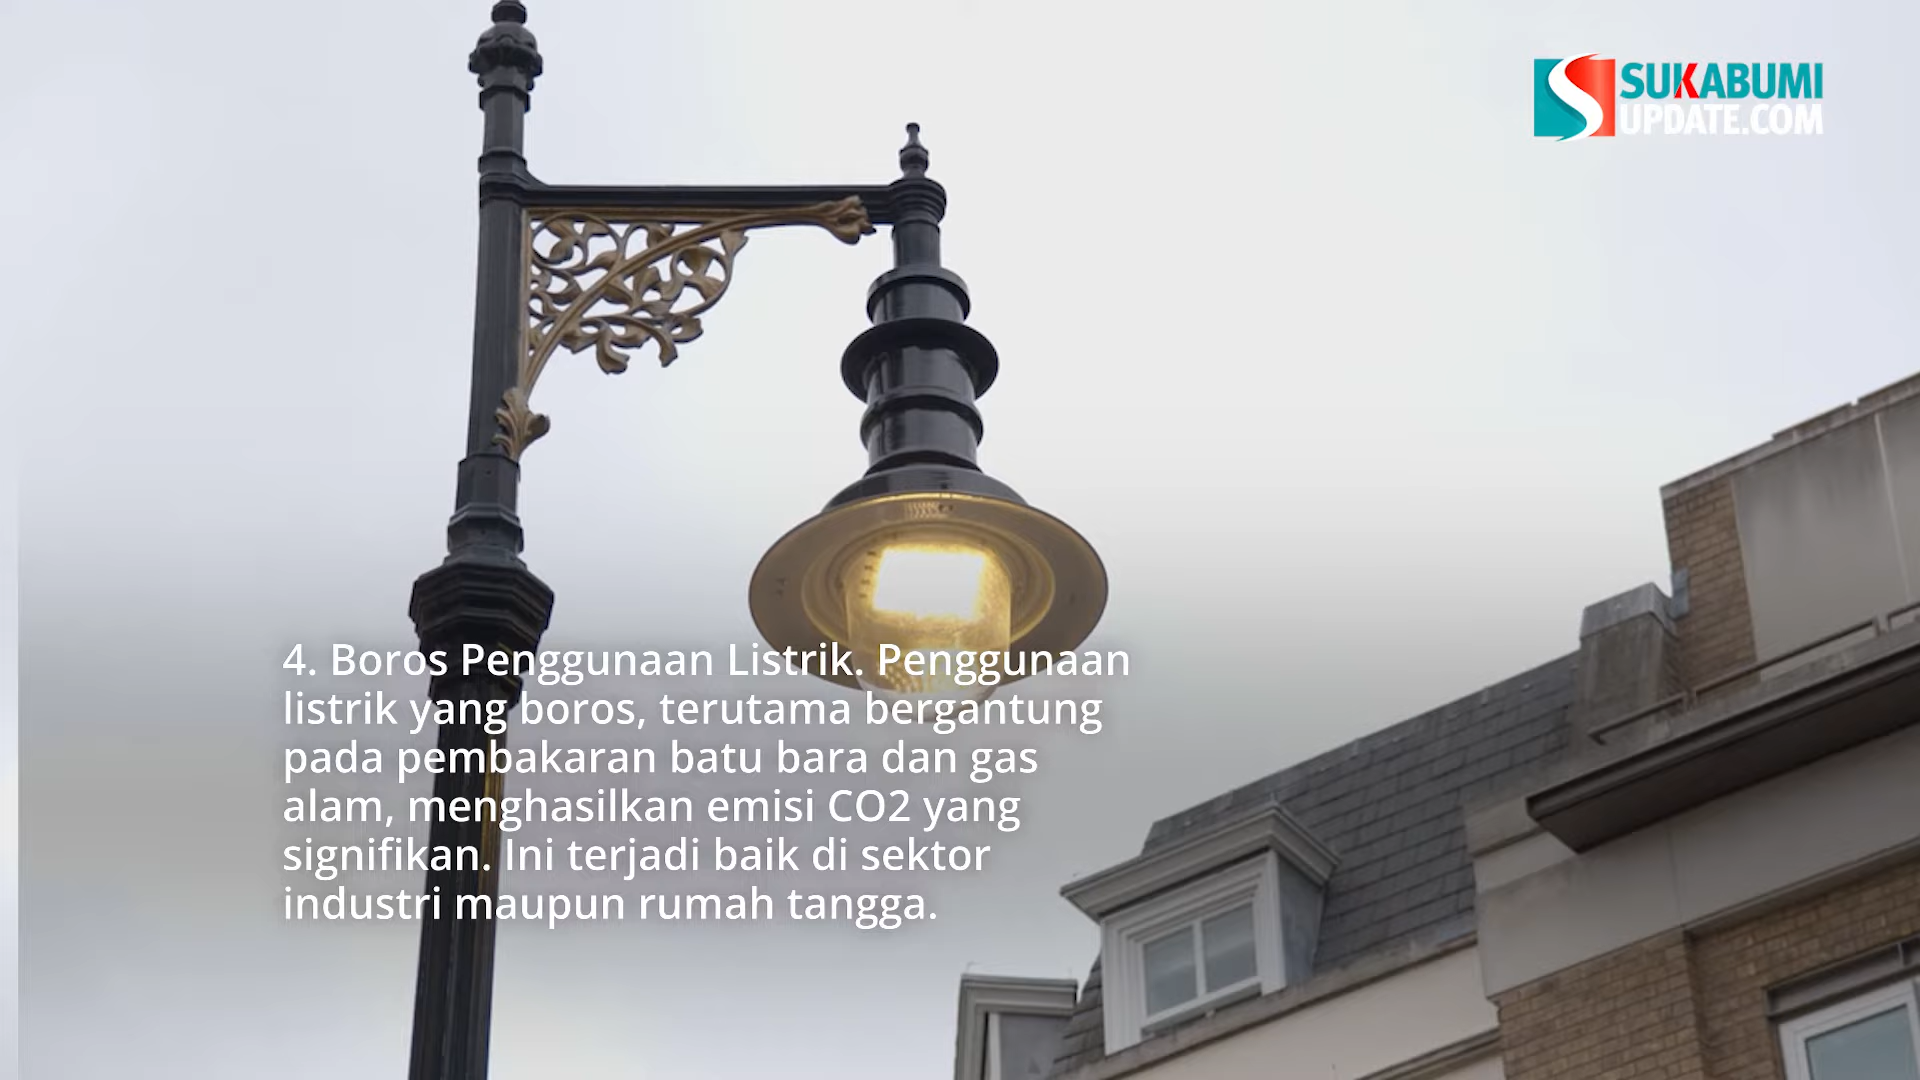 SUKABUMI
UPDATE.COM
4. Boros Penggunaan Listrik. Penggunaan
listrik yang boros, terutama bergantung
pada pembakaran batu bara dan gas
alam, menghasilkan emisi CO2 yang
signifikan. Ini terjadi baik di sektor
industri maupun rumah tangga.